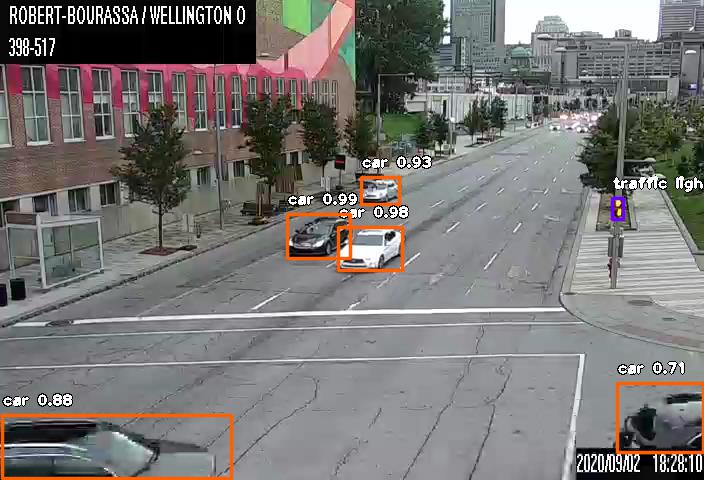 ROBERT-BOURASSA / WELLINGTON O
398-517
car 0.93
car 0.99
car 0.98
traffic ligh
car 0.71
car 0.88
2020/09/02 18:28:10